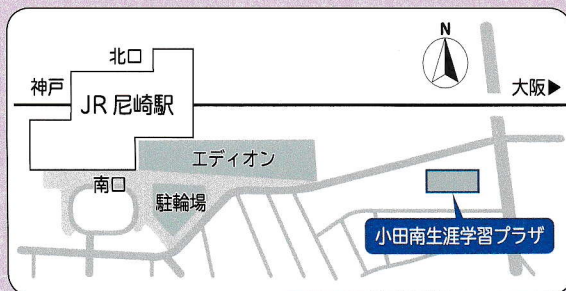 北口
N
神戸
JR 尼崎駅
大阪▶
エディオン
南口
駐輪場
小田南生涯学習プラザ